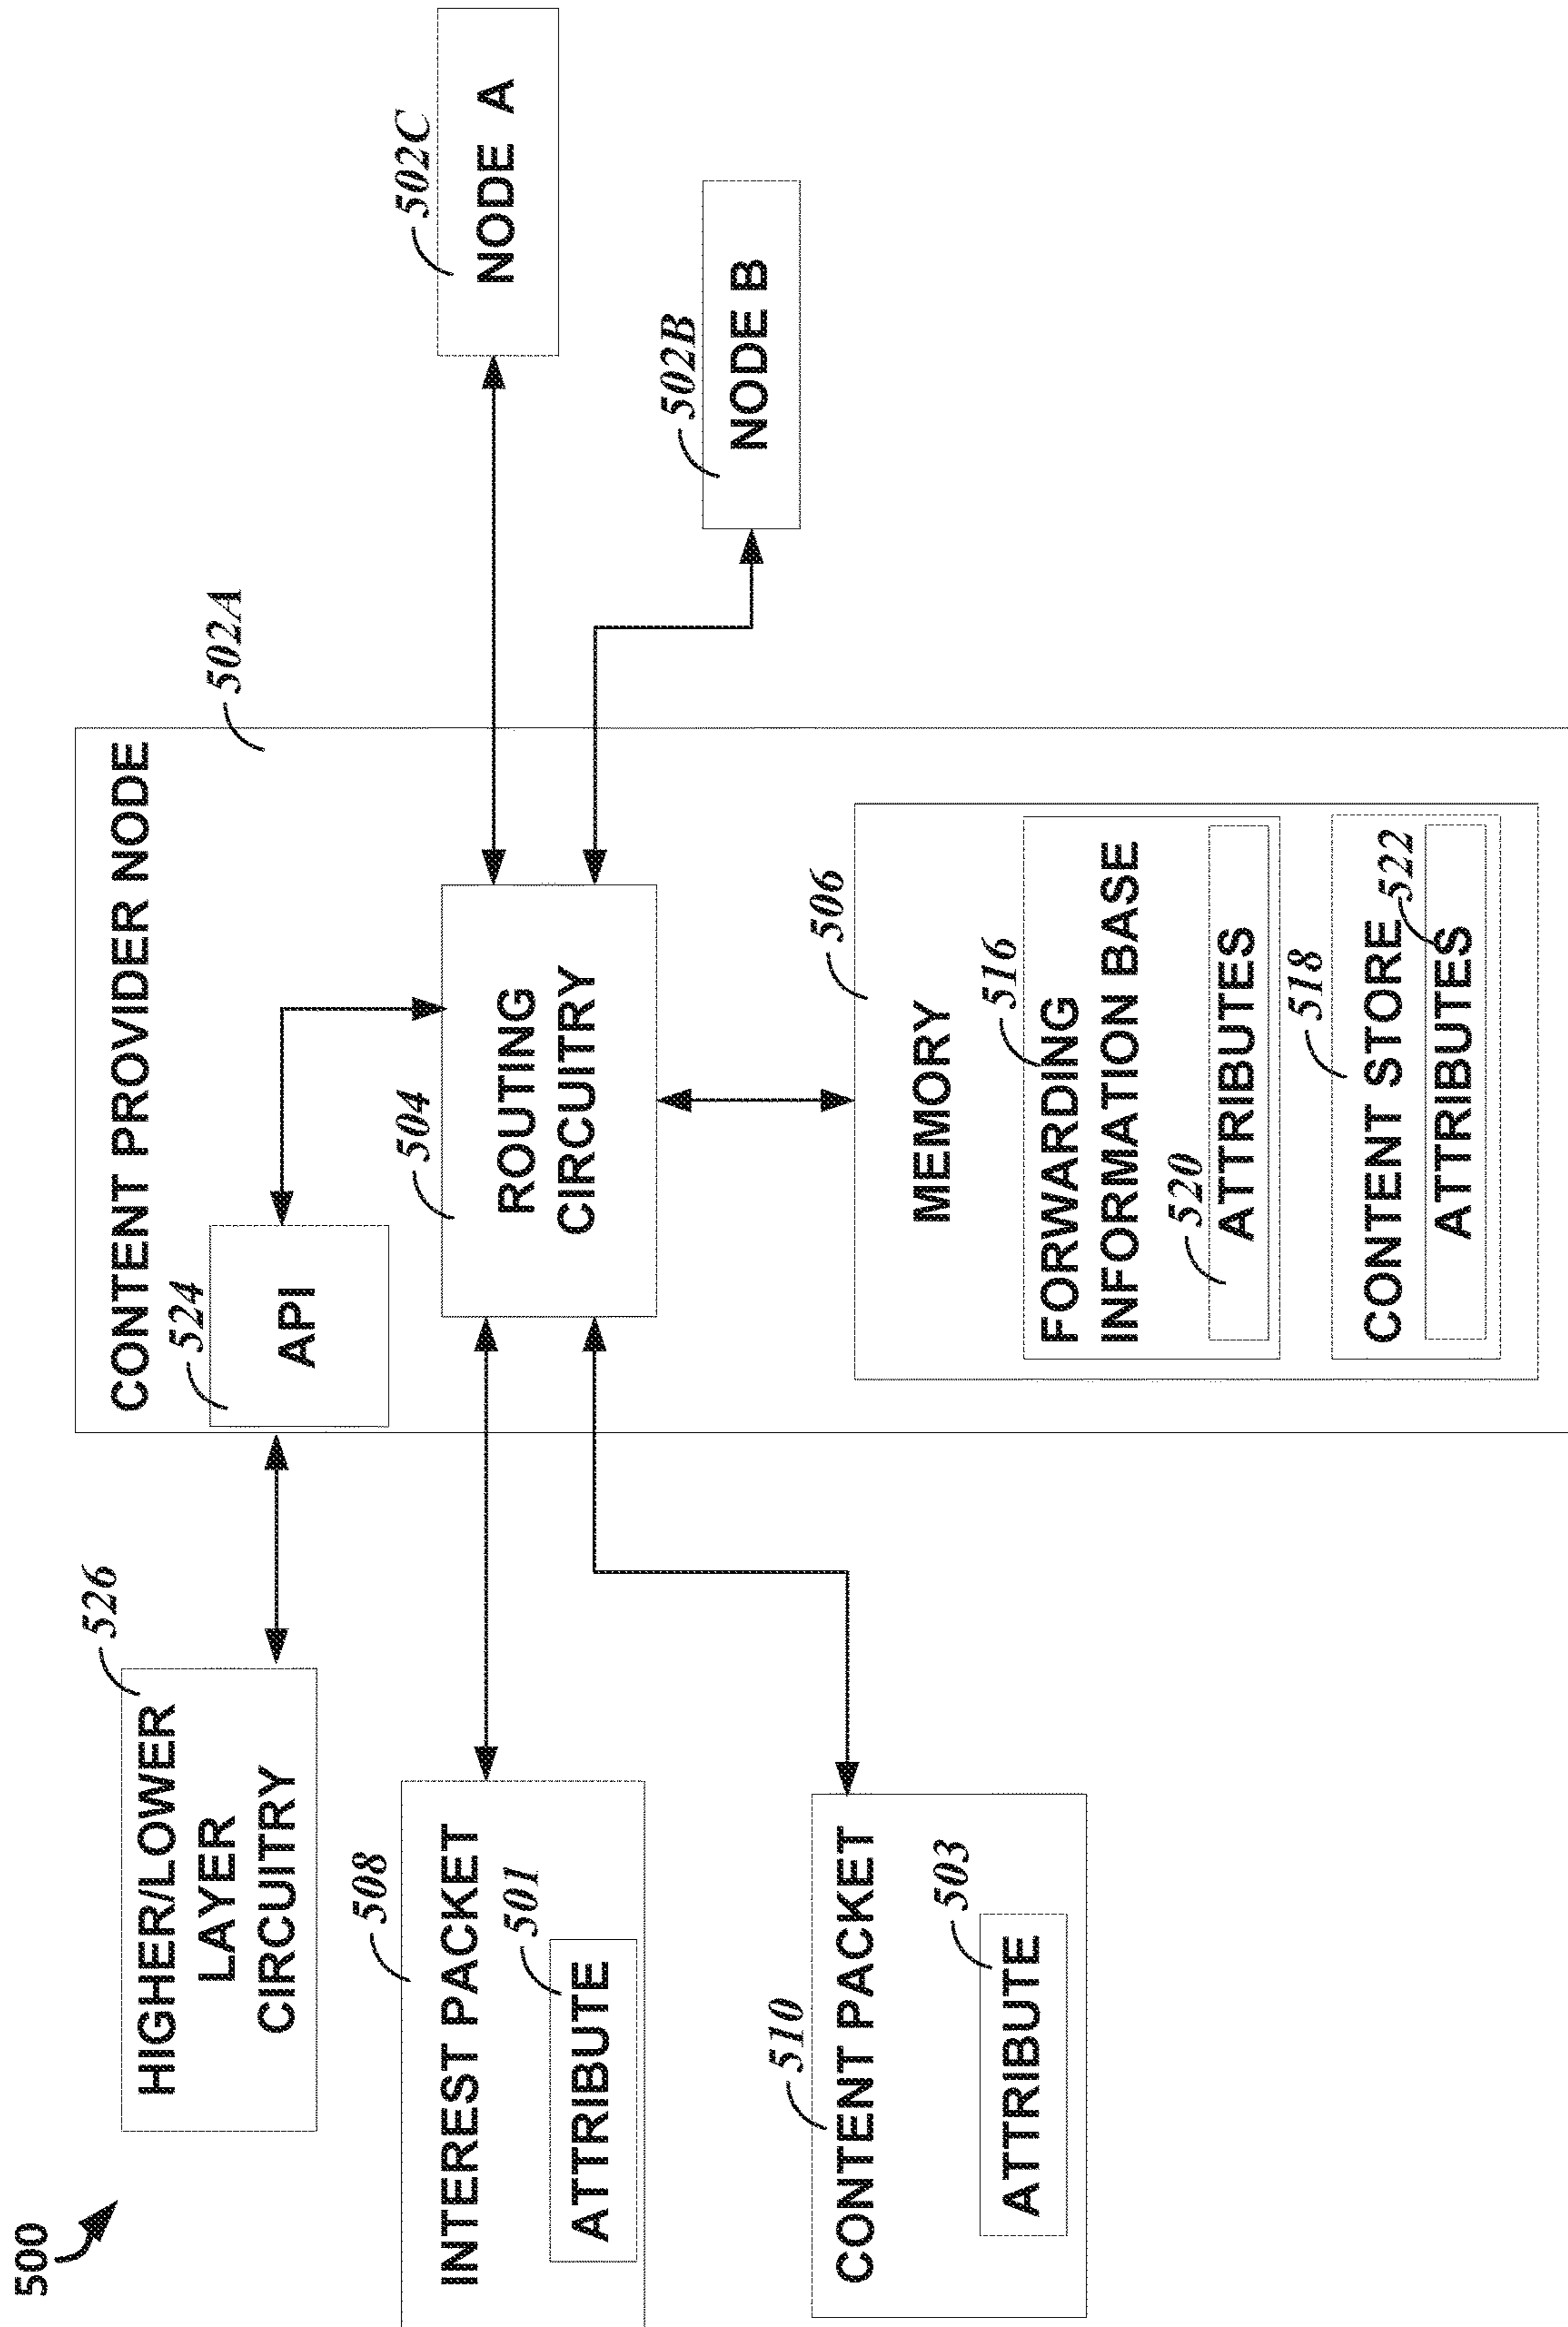 500
HIGHER/LOWER
LAYER
CIRCUITRY
526
INTEREST PACKET
508
ATTRIBUTE
501
CONTENT PACKET
510
ATTRIBUTE
503
CONTENT PROVIDER NODE
502A
API
524
ROUTING
CIRCUITRY
504
MEMORY
506
FORWARDING
INFORMATION BASE
516
ATTRIBUTES
520
CONTENT STORE
518
ATTRIBUTES
522
NODE A
502C
NODE B
502B